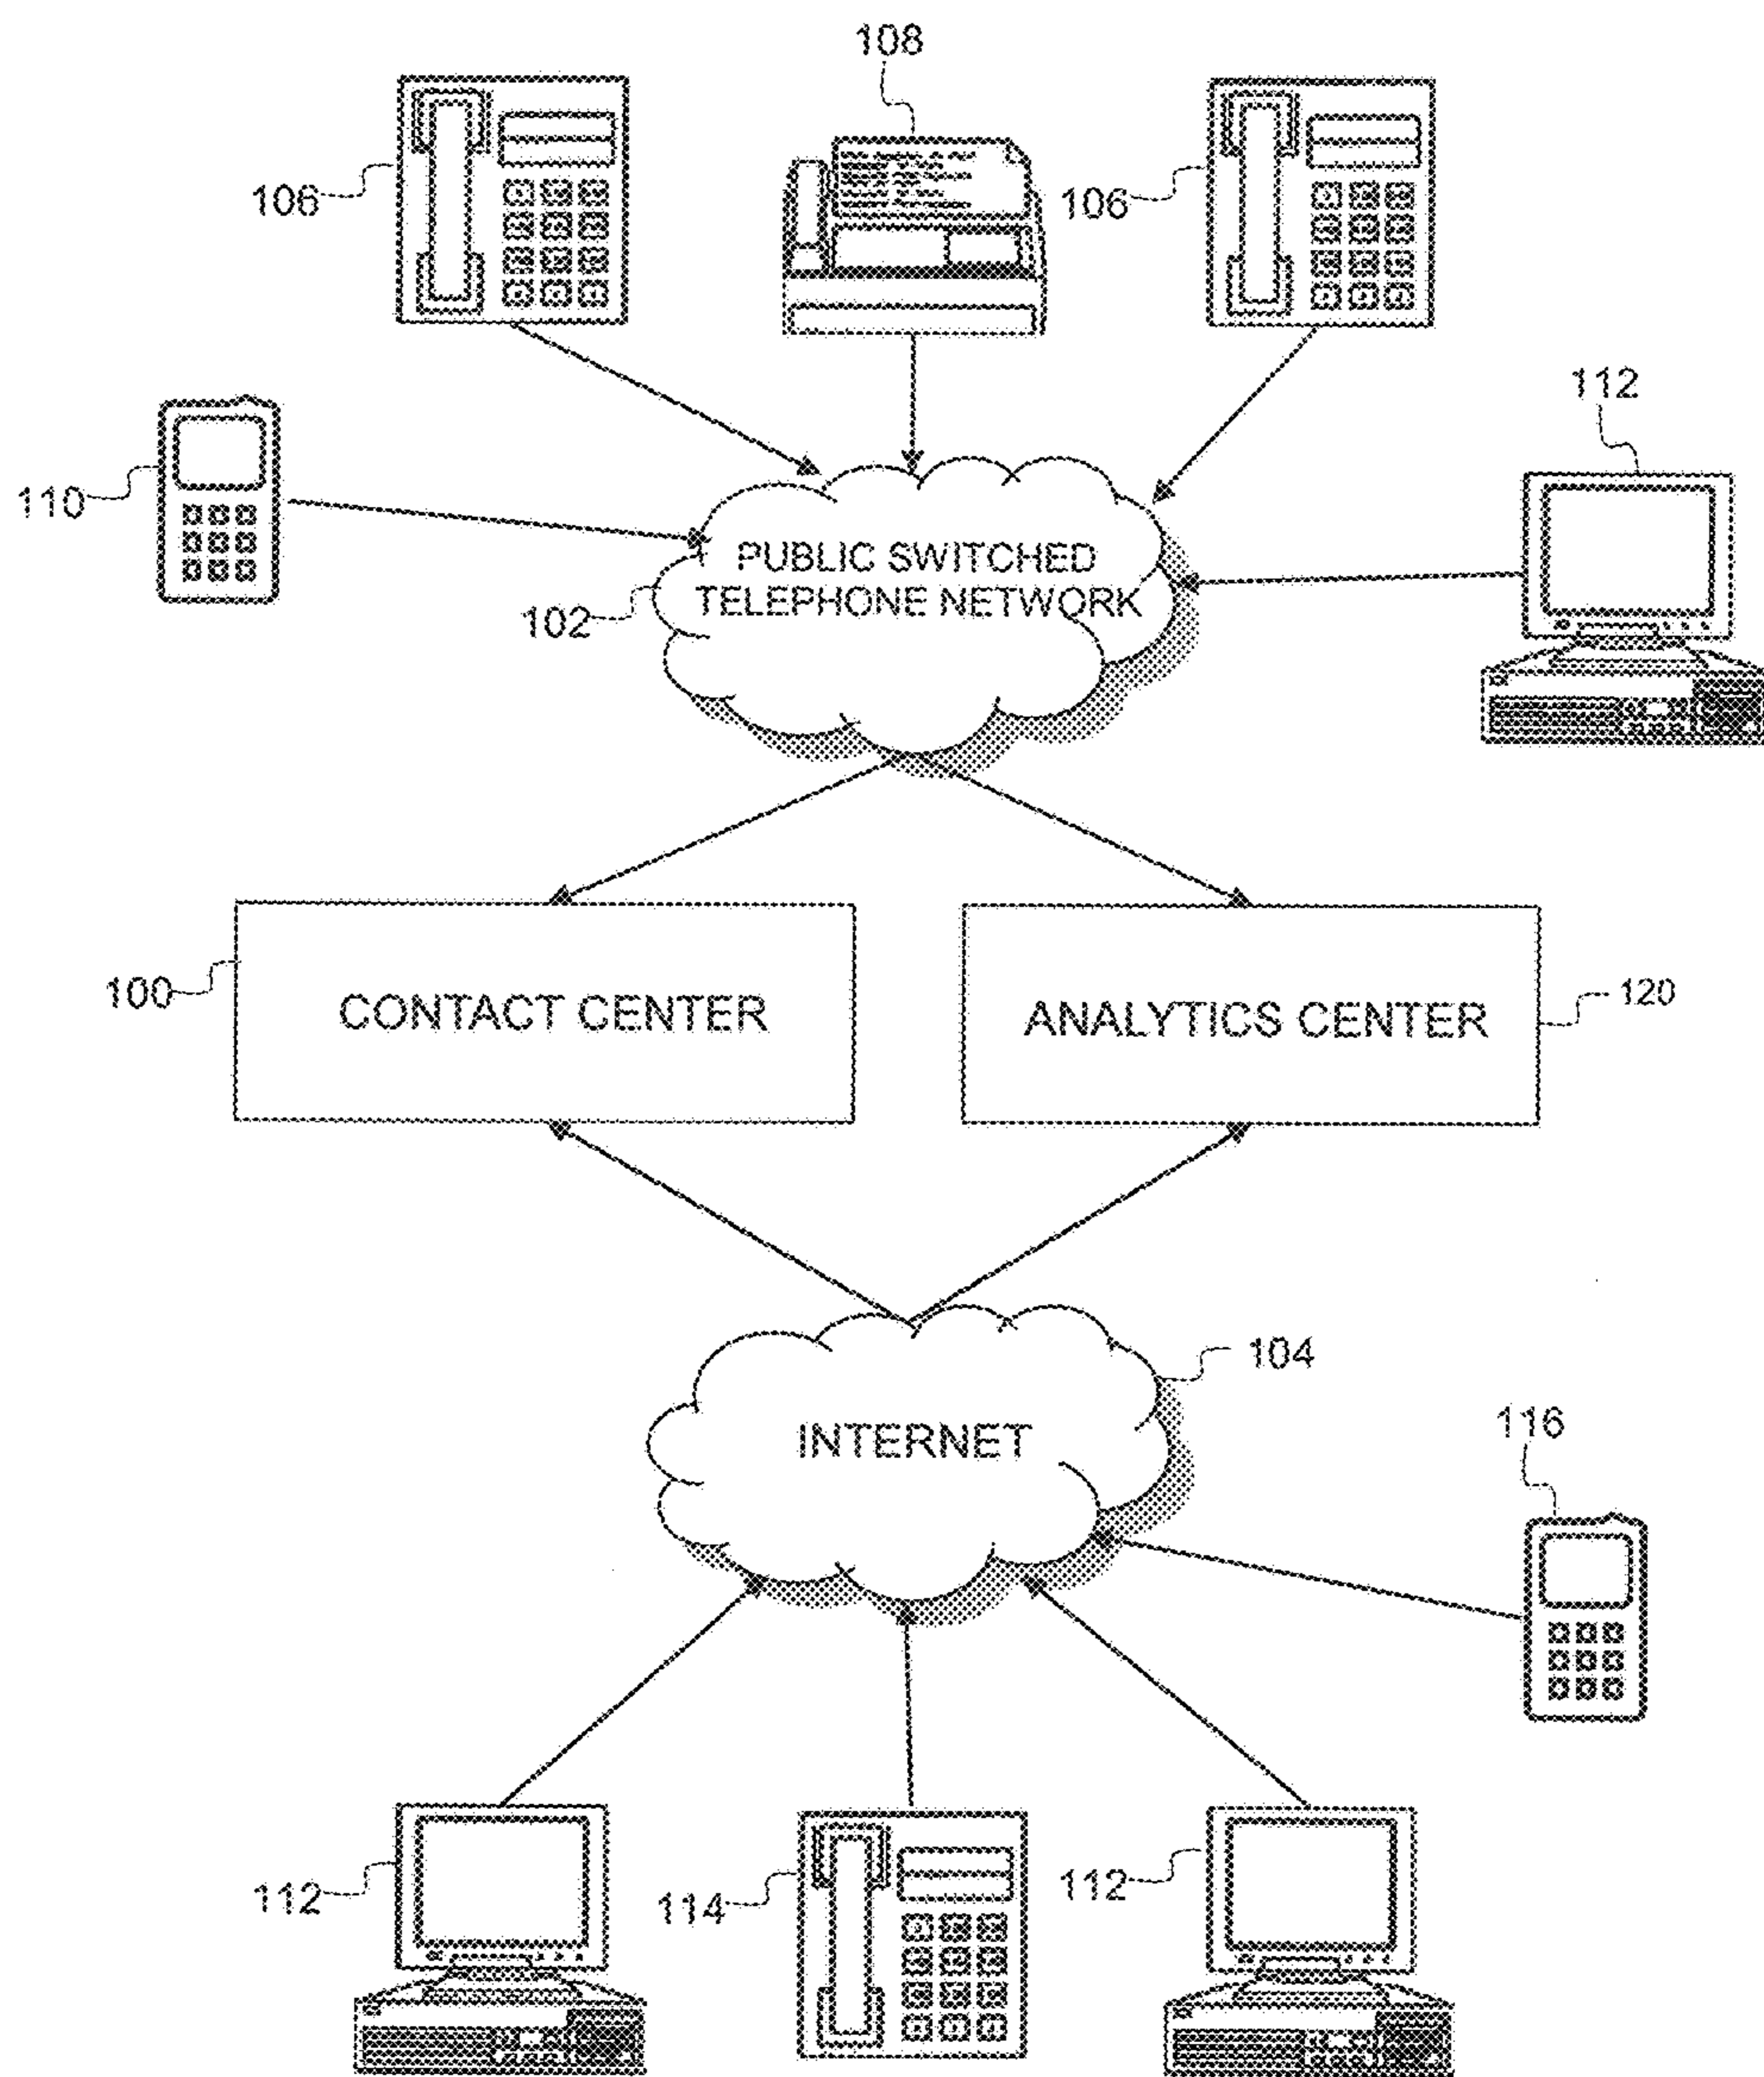 108
106
106
112
110
PUBLIC SWITCHED
TELEPHONE NETWORK
102
100
CONTACT CENTER
ANALYTICS CENTER
120
104
INTERNET
116
112
114
112